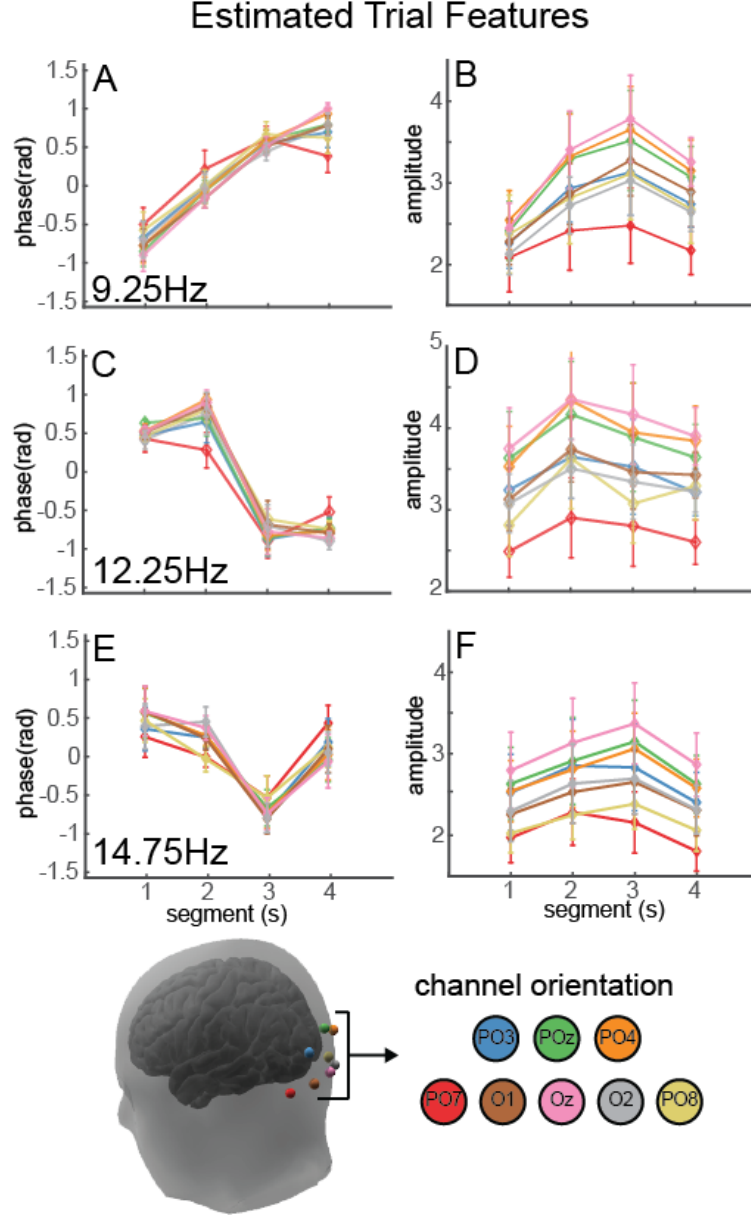 Estimated Trial Features
A
1.5
1
0.5
0
-0.5
-1
-1.5
phase(rad)
9.25Hz
B
4
3
2
amplitude
C
1.5
1
0.5
0
-0.5
-1
-1.5
phase(rad)
12.25Hz
D
5
4
3
2
amplitude
E
1.5
1
0.5
0
-0.5
-1
-1.5
phase(rad)
14.75Hz
1 2 3 4
segment (s)
F
4
3
2
amplitude
1 2 3 4
segment (s)
channel orientation
PO3 POz PO4
PO7 O1 Oz O2 PO8